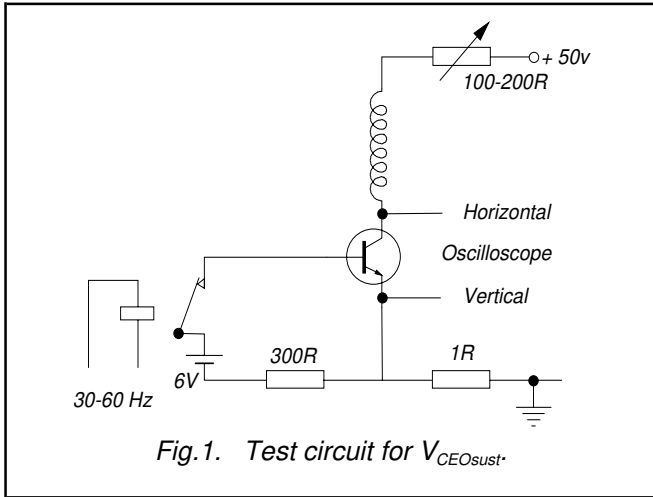 + 50v
100-200R
Horizontal
Oscilloscope
Vertical
300R
1R
6V
30-60 Hz
Fig.1. Test circuit for VCEOsust.